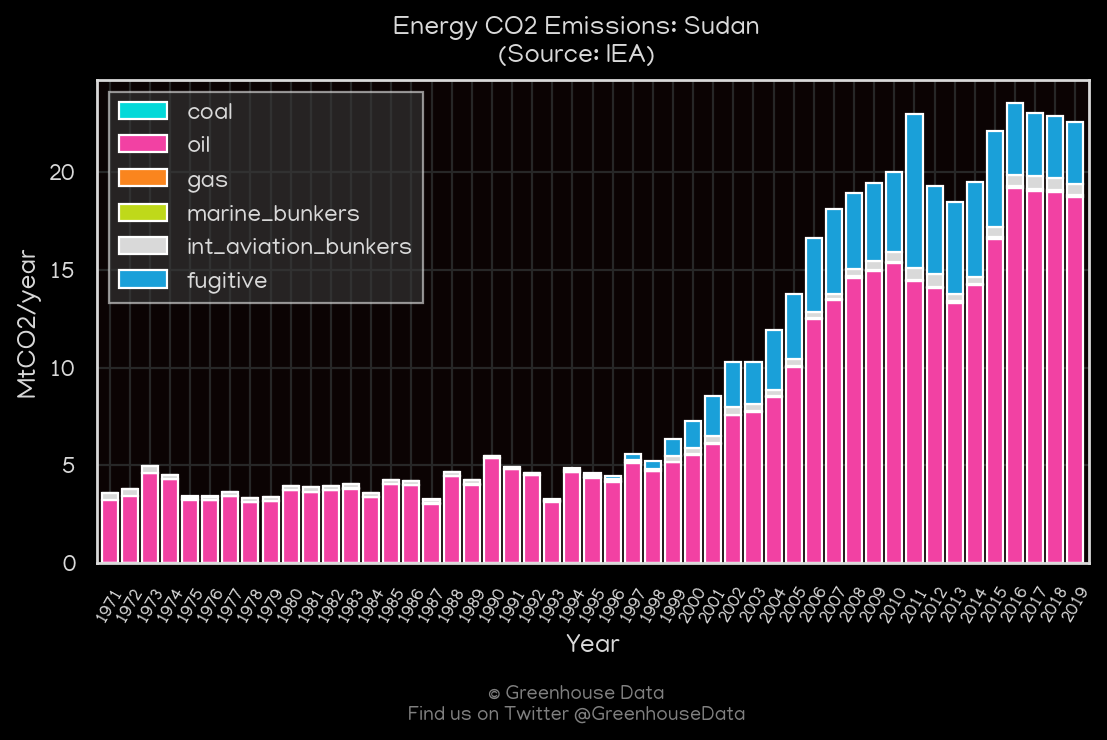 Energy CO2 Emissions: Sudan
(Source: IEA)
coal
oil
gas
marine_bunkers
int_aviation_bunkers
fugitive
MtCO2/year
20
15
10
5
0
1971 1972 1973 1974 1975 1976 1977 1978 1979 1980 1981 1982 1983 1984 1985 1986 1987 1988 1989 1990 1991 1992 1993 1994 1995 1996 1997 1998 1999 2000 2001 2002 2003 2004 2005 2006 2007 2008 2009 2010 2011 2012 2013 2014 2015 2016 2017 2018 2019
Year
© Greenhouse Data
Find us on Twitter @GreenhouseData